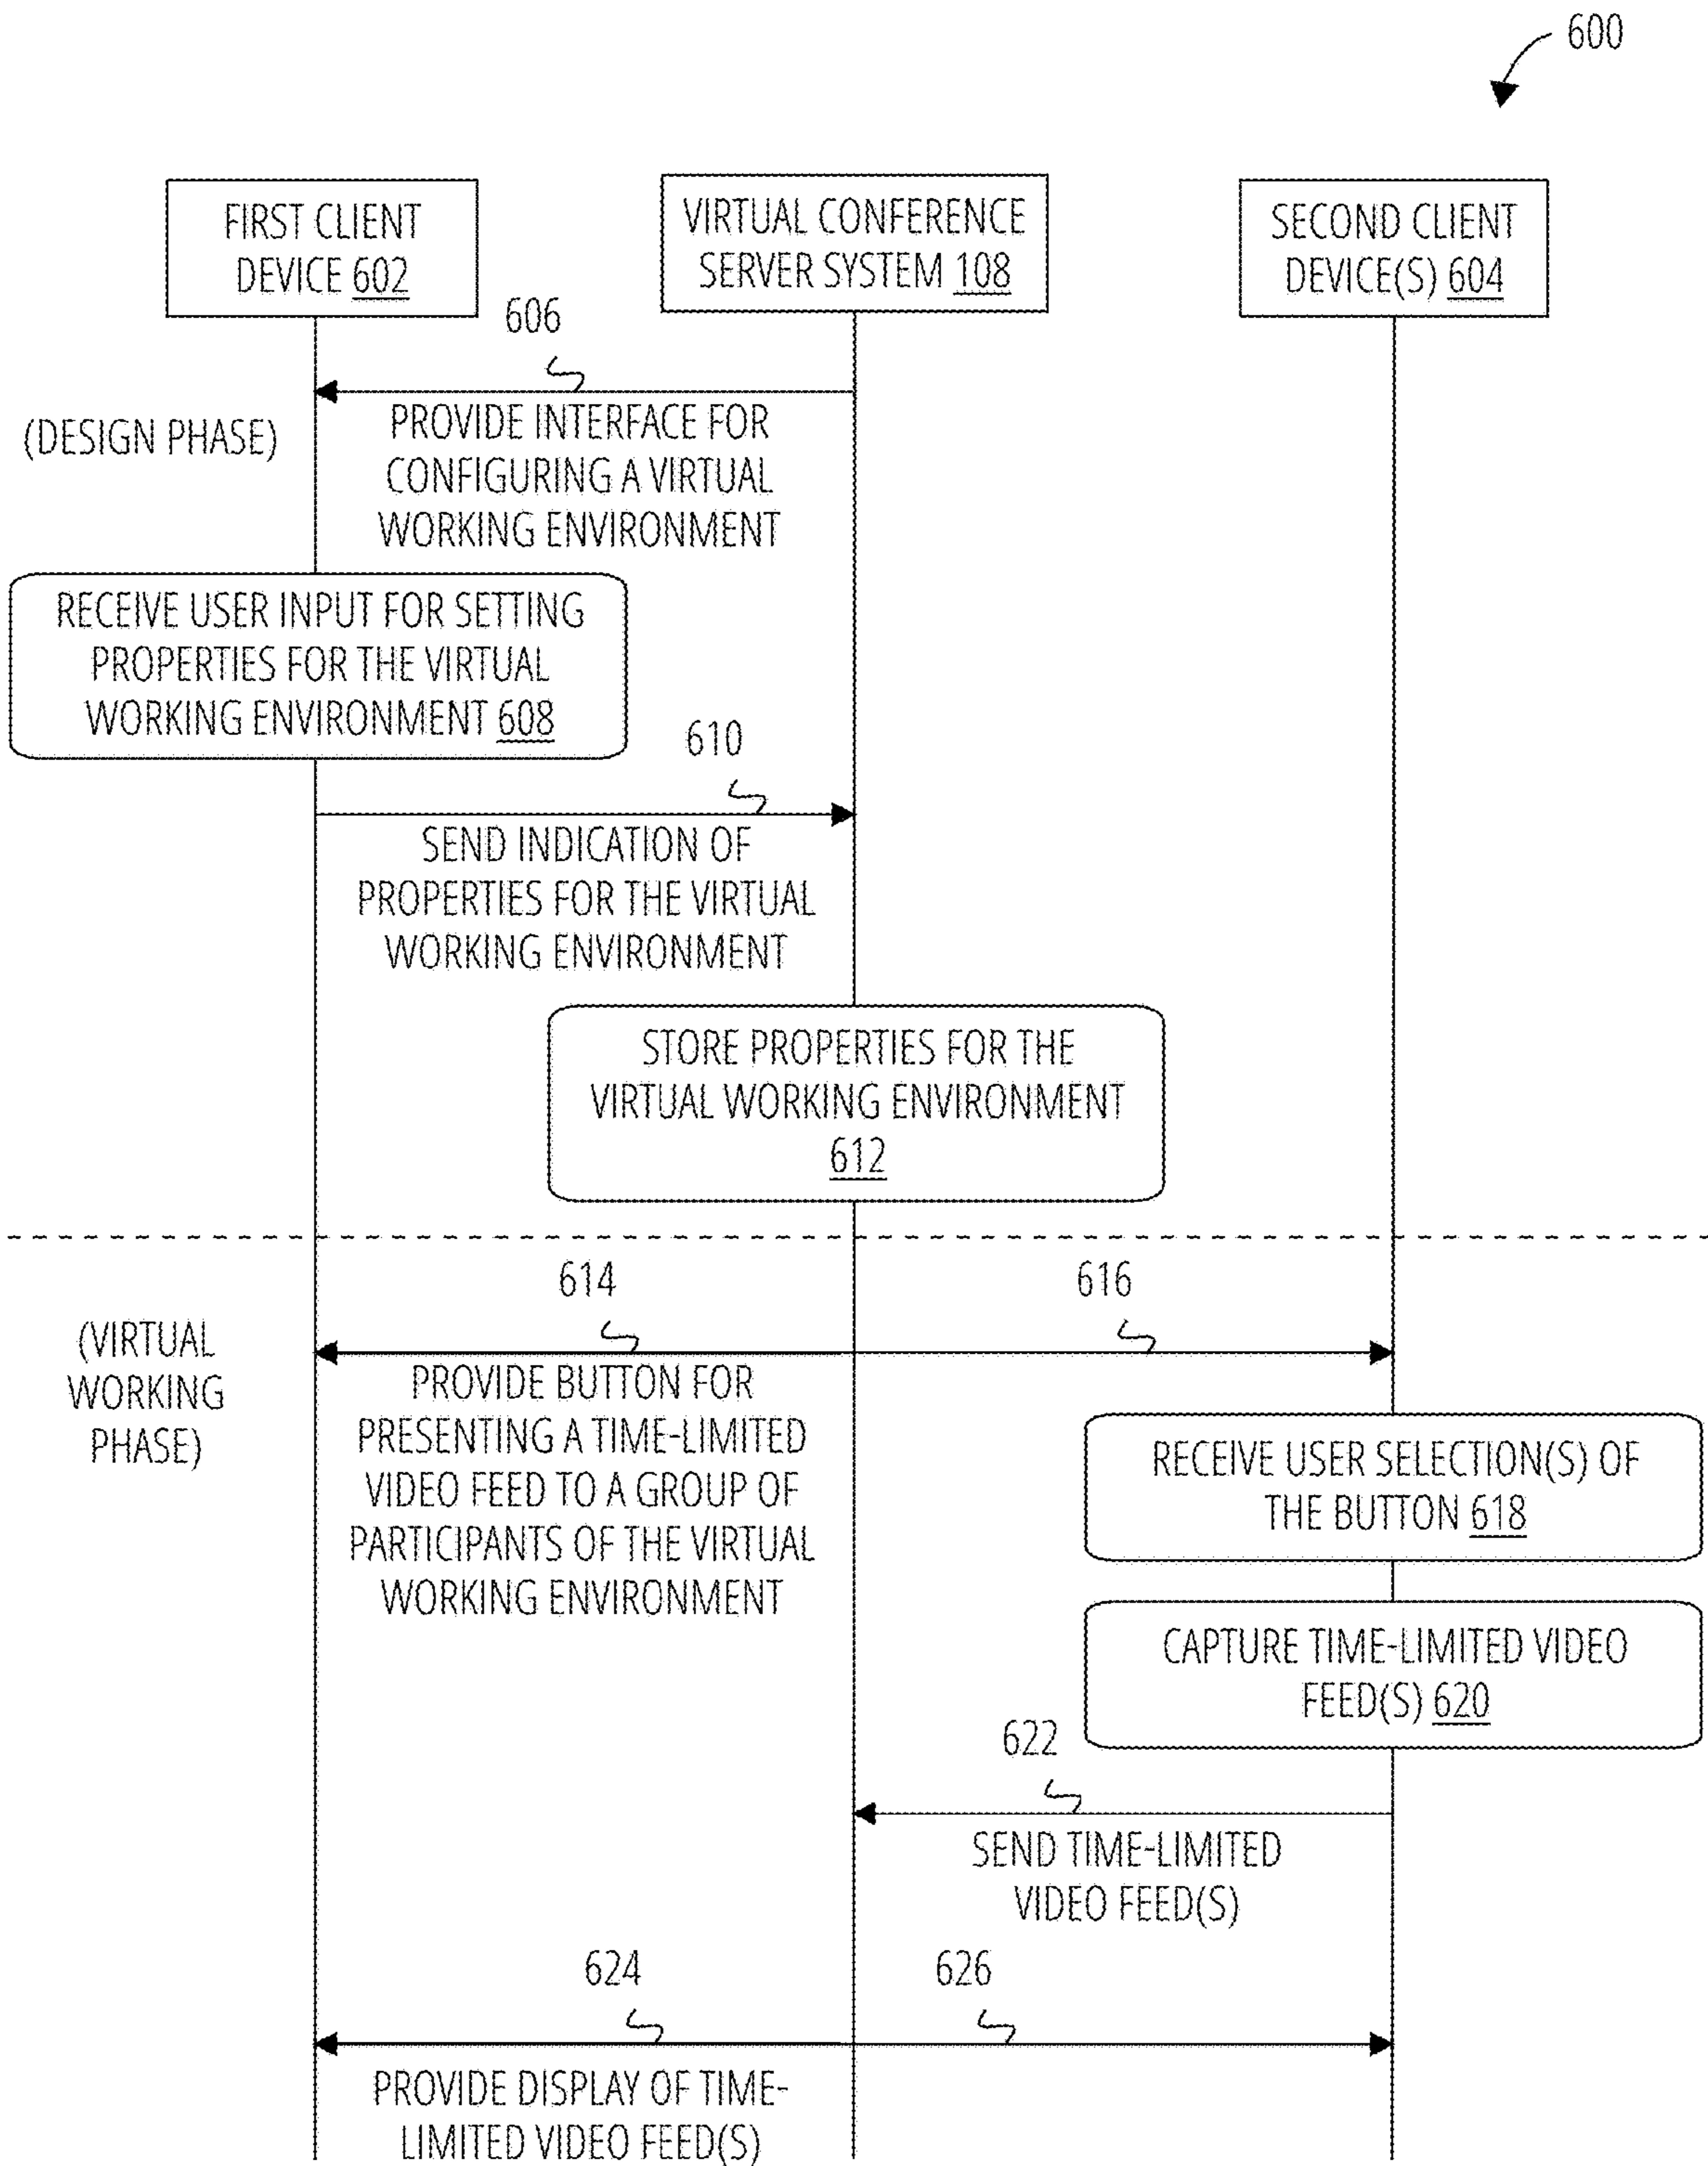 600
FIRST CLIENT
DEVICE 602
VIRTUAL CONFERENCE
SERVER SYSTEM 108
SECOND CLIENT
DEVICE(S) 604
606
(DESIGN PHASE)
PROVIDE INTERFACE FOR
CONFIGURING A VIRTUAL
WORKING ENVIRONMENT
RECEIVE USER INPUT FOR SETTING
PROPERTIES FOR THE VIRTUAL
WORKING ENVIRONMENT 608
610
SEND INDICATION OF
PROPERTIES FOR THE VIRTUAL
WORKING ENVIRONMENT
STORE PROPERTIES FOR THE
VIRTUAL WORKING ENVIRONMENT
612
614
616
(VIRTUAL
WORKING
PHASE)
PROVIDE BUTTON FOR
PRESENTING A TIME-LIMITED
VIDEO FEED TO A GROUP OF
PARTICIPANTS OF THE VIRTUAL
WORKING ENVIRONMENT
RECEIVE USER SELECTION(S) OF
THE BUTTON 618
CAPTURE TIME-LIMITED VIDEO
FEED(S) 620
622
SEND TIME-LIMITED
VIDEO FEED(S)
624
626
PROVIDE DISPLAY OF TIME-
LIMITED VIDEO FEED(S)